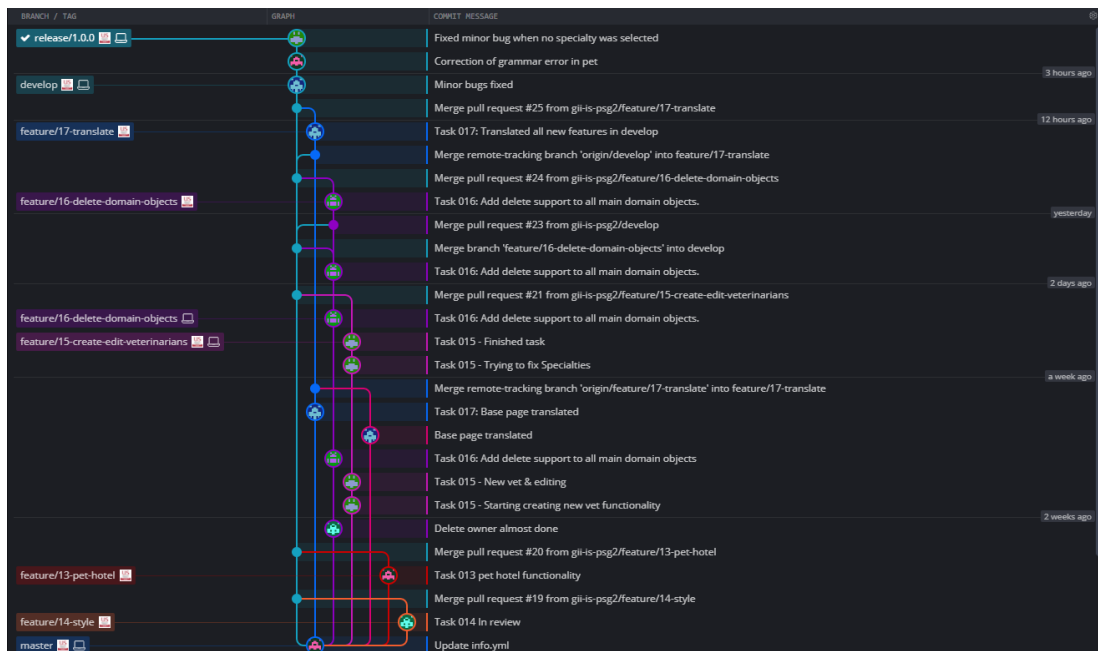 BRANCH / TAG GRAPH COMMIT MESSAGE
release/1.0.0 Fixed minor bug when no specialty was selected
Correction of grammar error in pet
3 hours ago
develop Minor bugs fixed
Merge pull request #25 from gii-is-psg2/feature/17-translate
12 hours ago
feature/17-translate Task 017: Translated all new features in develop
Merge remote-tracking branch 'origin/develop' into feature/17-translate
Merge pull request #24 from gii-is-psg2/feature/16-delete-domain-objects
feature/16-delete-domain-objects Task 016: Add delete support to all main domain objects.
yesterday
Merge pull request #23 from gii-is-psg2/develop
Merge branch 'feature/16-delete-domain-objects' into develop
Task 016: Add delete support to all main domain objects.
2 days ago
Merge pull request #21 from gii-is-psg2/feature/15-create-edit-veterinarians
feature/16-delete-domain-objects Task 016: Add delete support to all main domain objects.
feature/15-create-edit-veterinarians Task 015 - Finished task
Task 015 - Trying to fix Specialties
a week ago
Merge remote-tracking branch 'origin/feature/17-translate' into feature/17-translate
Task 017: Base page translated
Base page translated
Task 016: Add delete support to all main domain objects
Task 015 - New vet & editing
Task 015 - Starting creating new vet functionality
2 weeks ago
Delete owner almost done
Merge pull request #20 from gii-is-psg2/feature/13-pet-hotel
feature/13-pet-hotel Task 013 pet hotel functionality
Merge pull request #19 from gii-is-psg2/feature/14-style
feature/14-style Task 014 In review
master Update info.yml